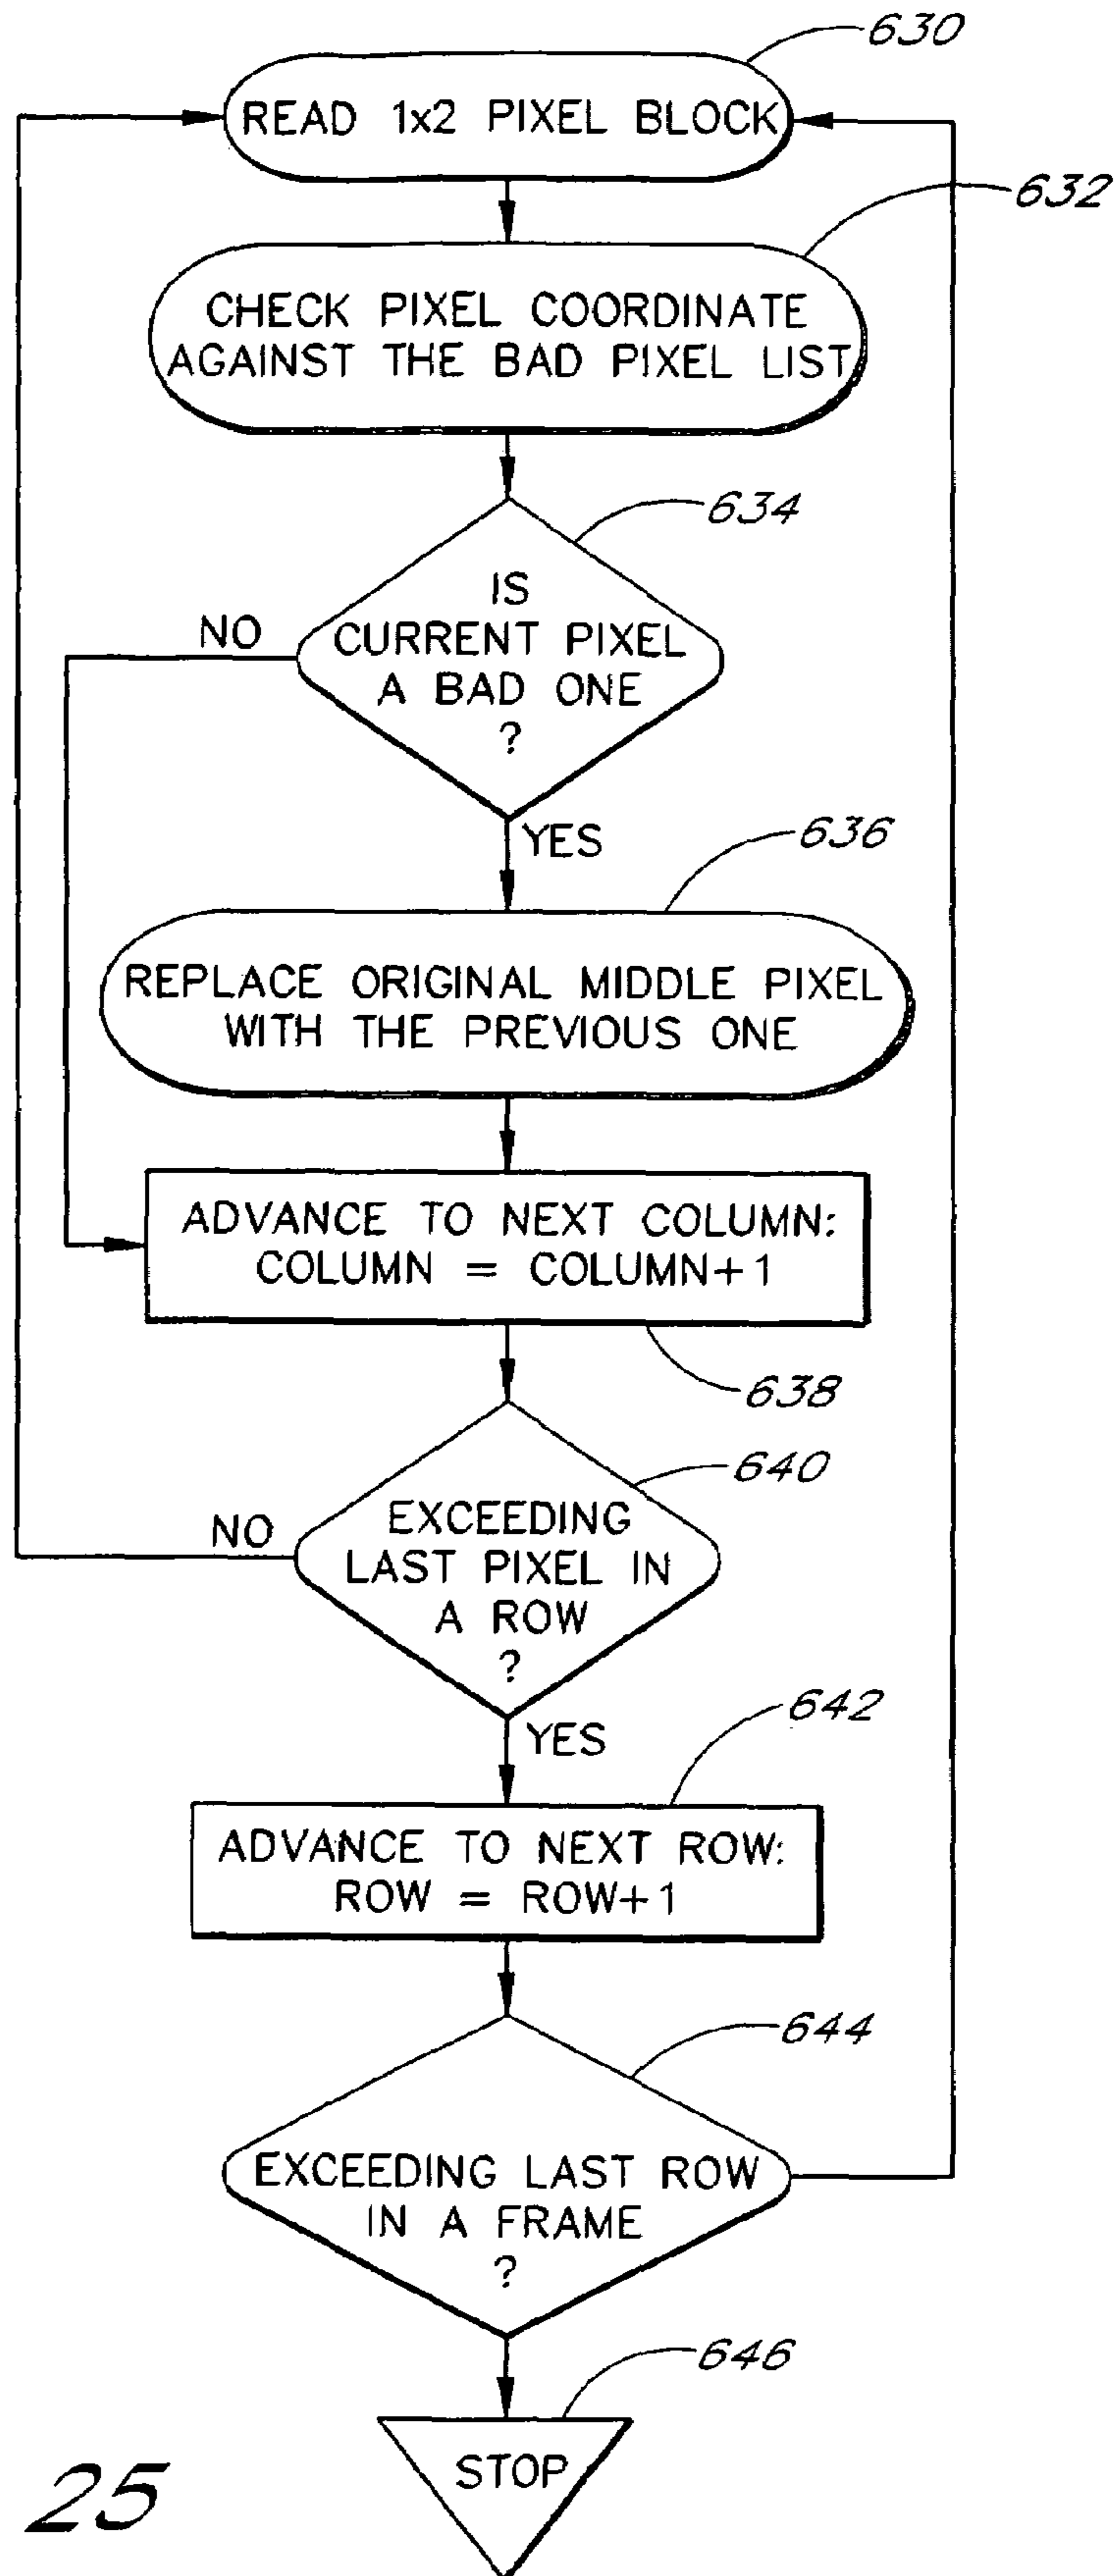 630
READ 1x2 PIXEL BLOCK
632
CHECK PIXEL COORDINATE
AGAINST THE BAD PIXEL LIST
634
IS
CURRENT PIXEL
A BAD ONE
?
NO
YES
636
REPLACE ORIGINAL MIDDLE PIXEL
WITH THE PREVIOUS ONE
ADVANCE TO NEXT COLUMN:
COLUMN = COLUMN+1
638
640
EXCEEDING
LAST PIXEL IN
A ROW
?
NO
YES
642
ADVANCE TO NEXT ROW:
ROW = ROW+1
644
EXCEEDING LAST ROW
IN A FRAME
?
646
STOP
25